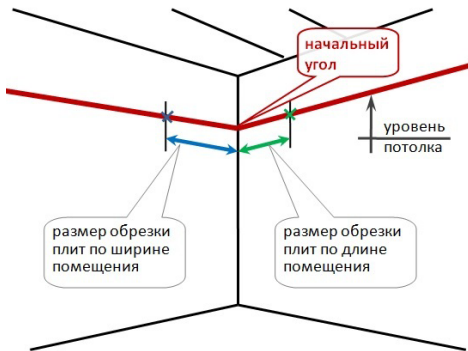 начальный
угол
уровень
потолка
размер обрезки
плит по ширине
помещения
размер обрезки
плит по длине
помещения